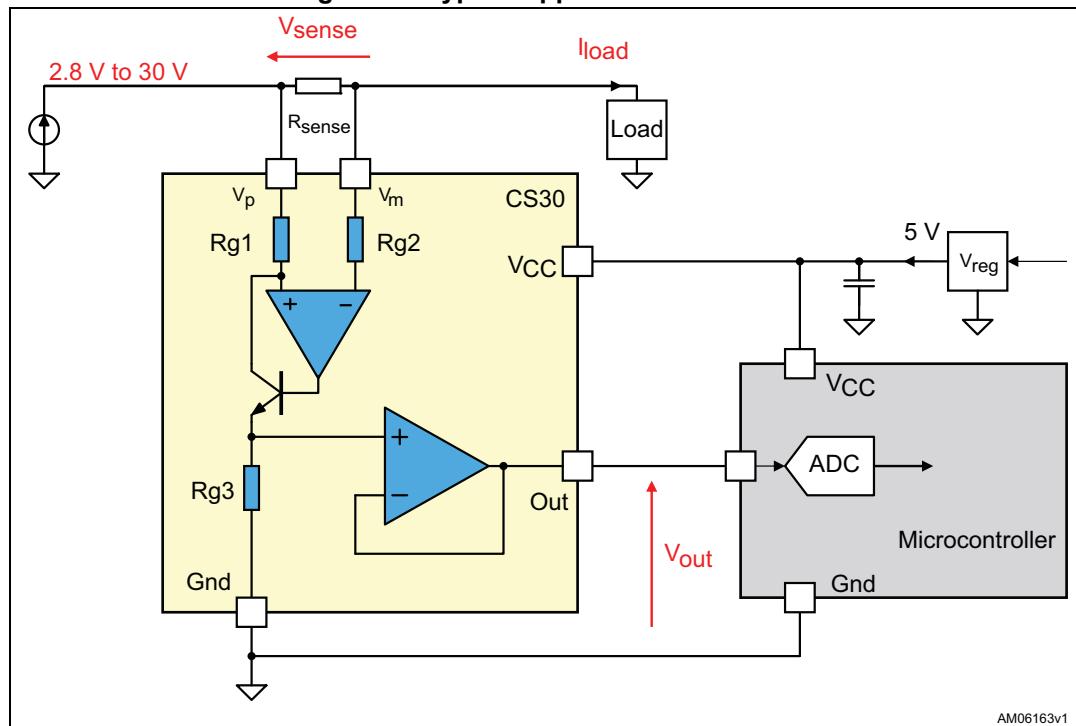 Vsense
Iload
2.8 V to 30 V
Rsense
Load
Vp
Vm
CS30
Rg1
Rg2
5 V
Vreg
VCC
+
−
VCC
+
ADC
Rg3
−
Out
Microcontroller
Vout
Gnd
Gnd
AM06163v1